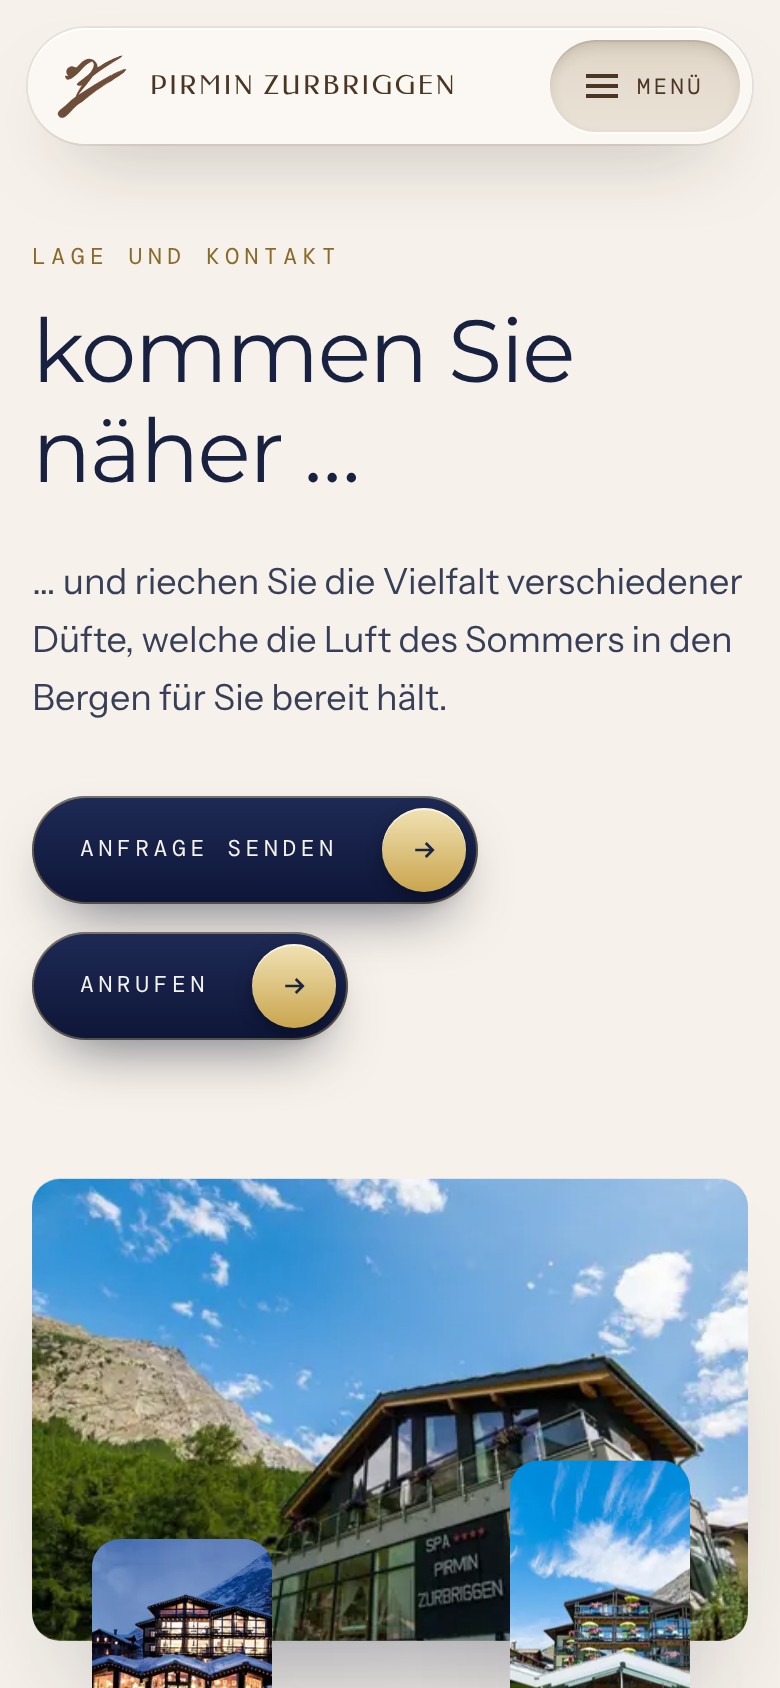 PIRMIN ZURBRIGGEN
MENÜ
LAGE UND KONTAKT
kommen Sie
näher ...
... und riechen Sie die Vielfalt verschiedener
Düfte, welche die Luft des Sommers in den
Bergen für Sie bereit hält.
ANFRAGE SENDEN
ANRUFEN
SPA ****
PIRMIN
ZURBRIGGEN